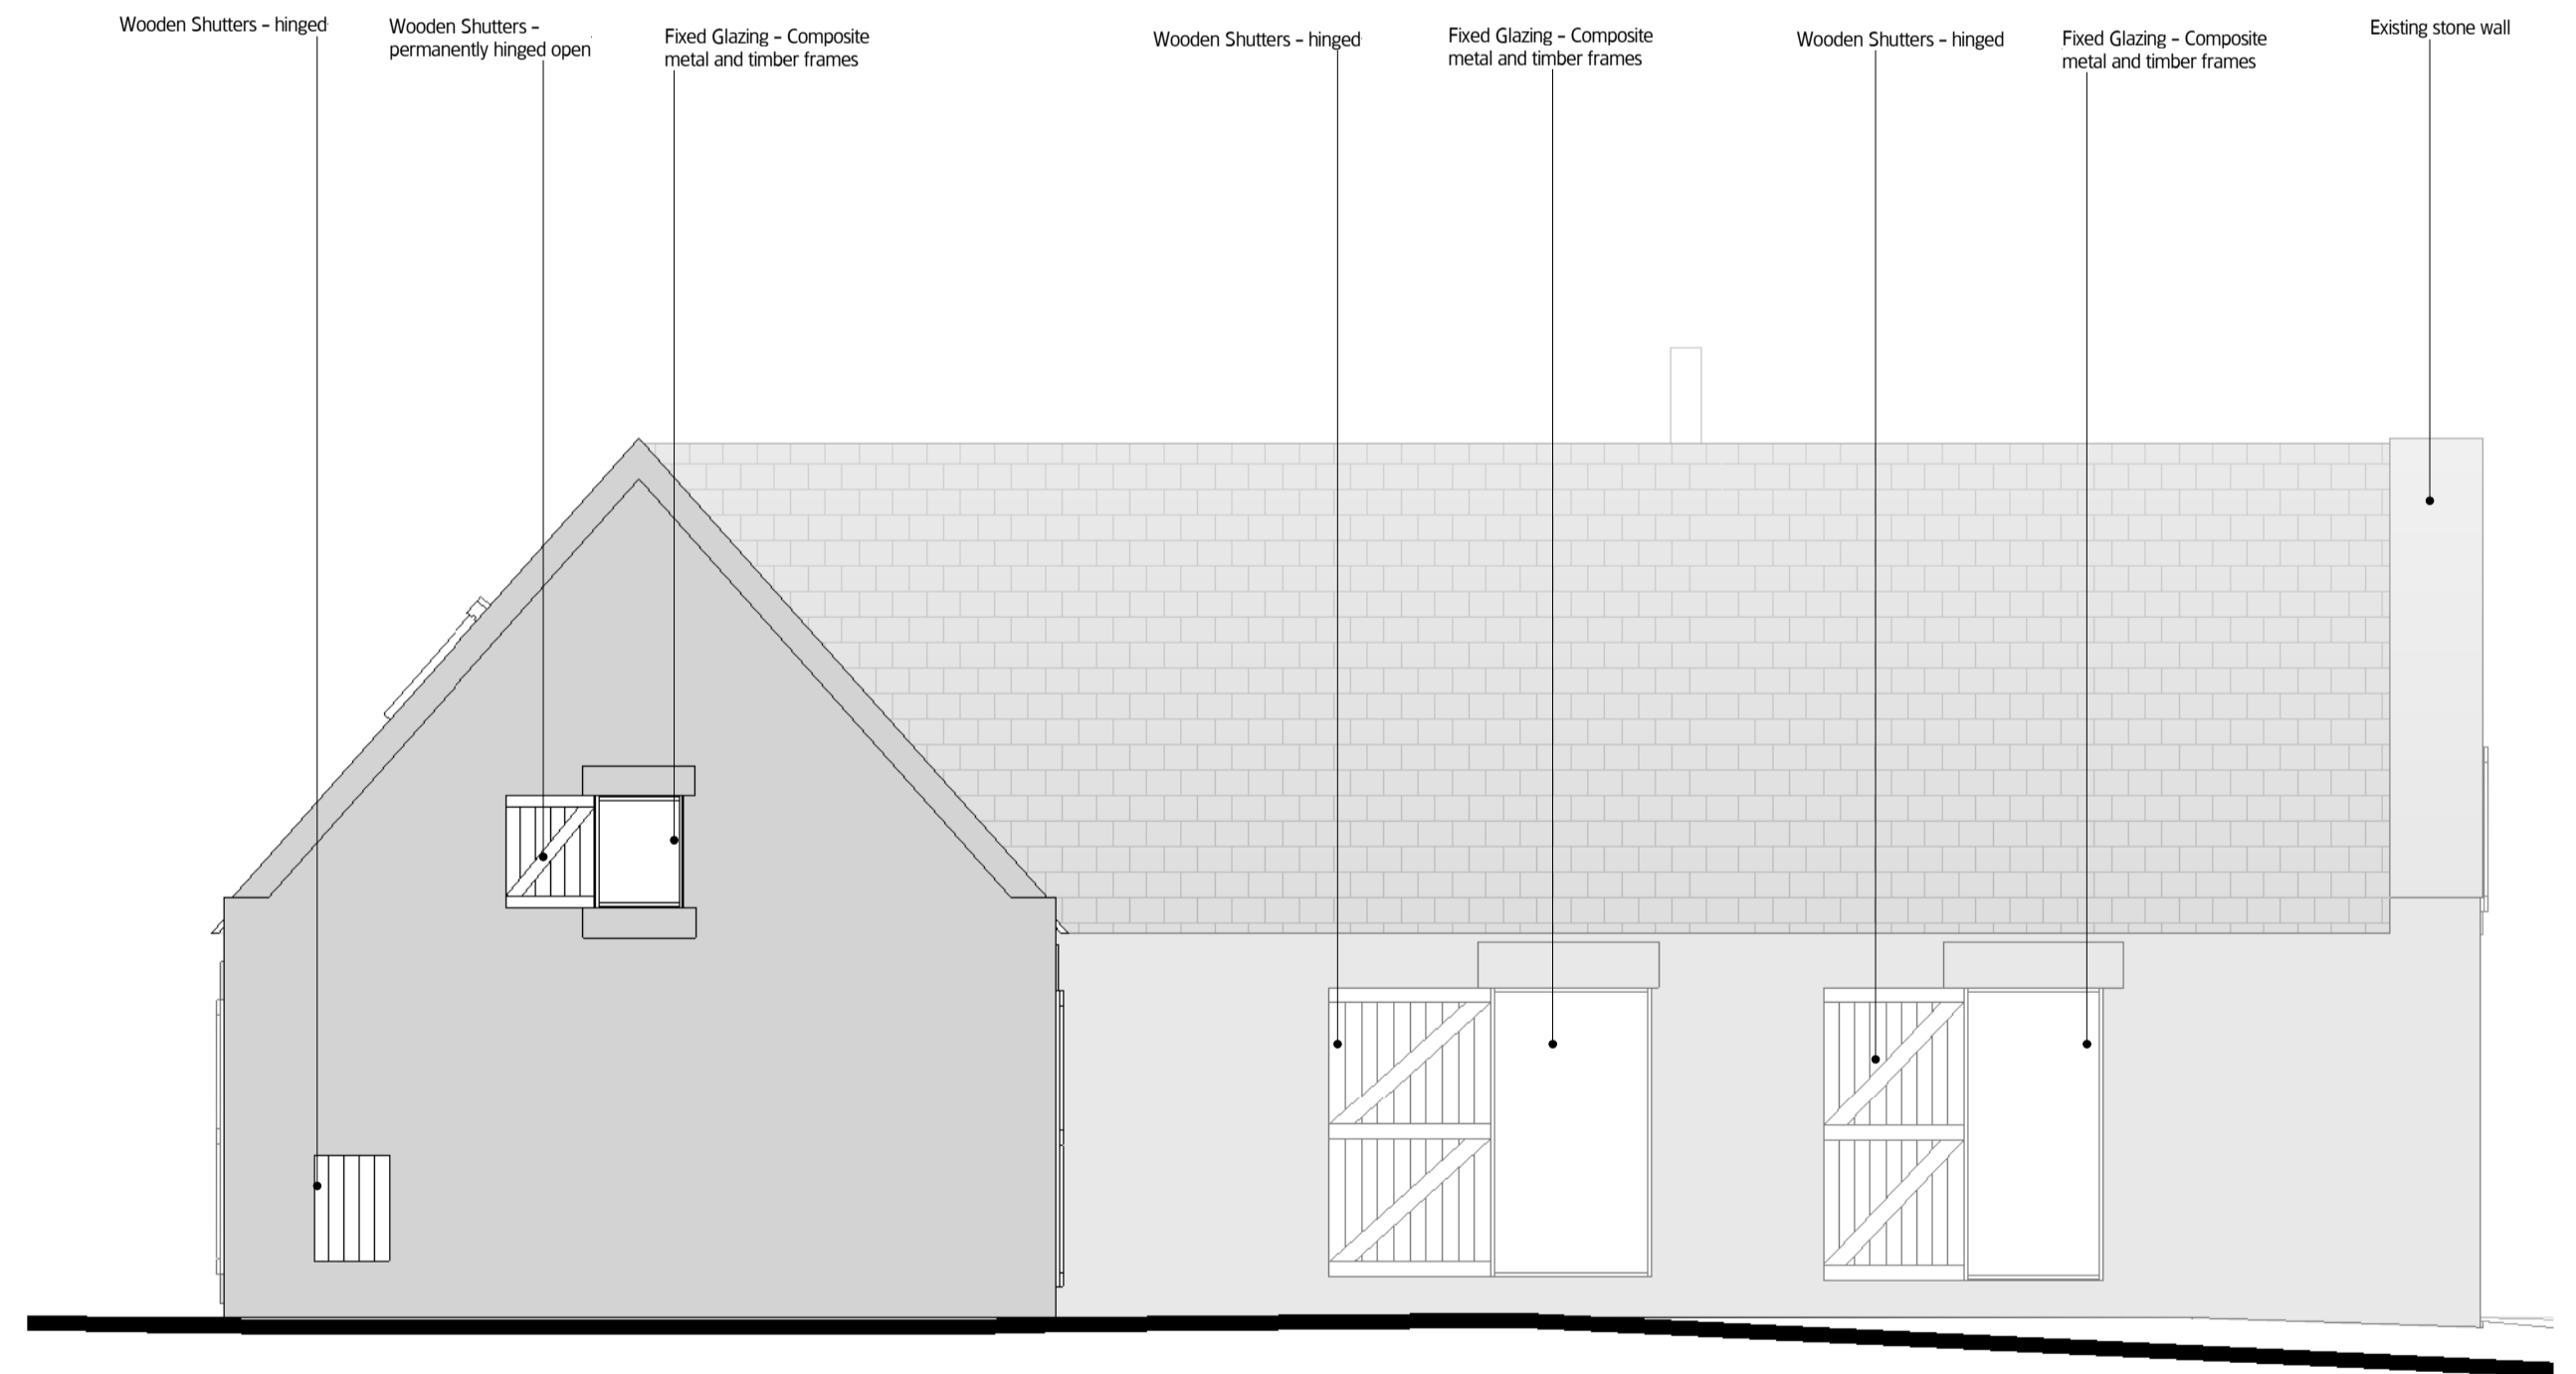 Wooden Shutters – hinged
Wooden Shutters –
permanently hinged open
Fixed Glazing – Composite
metal and timber frames
Wooden Shutters – hinged
Fixed Glazing – Composite
metal and timber frames
Wooden Shutters – hinged
Fixed Glazing – Composite
metal and timber frames
Existing stone wall